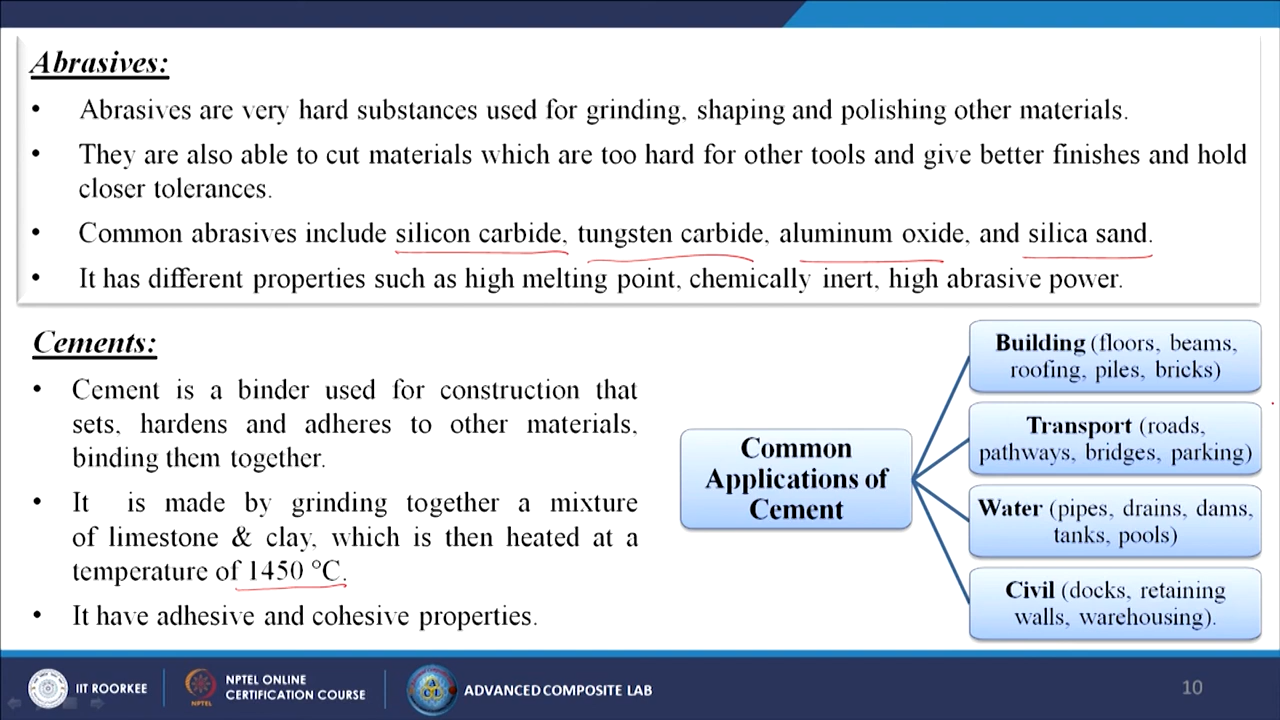 Abrasives:
• Abrasives are very hard substances used for grinding, shaping and polishing other materials.
• They are also able to cut materials which are too hard for other tools and give better finishes and hold
closer tolerances.
• Common abrasives include silicon carbide, tungsten carbide, aluminum oxide, and silica sand.
• It has different properties such as high melting point, chemically inert, high abrasive power.
Cements:
• Cement is a binder used for construction that
sets, hardens and adheres to other materials,
binding them together.
• It is made by grinding together a mixture
of limestone & clay, which is then heated at a
temperature of 1450 °C.
• It have adhesive and cohesive properties.
Common
Applications of
Cement
Building (floors, beams,
roofing, piles, bricks)
Transport (roads,
pathways, bridges, parking)
Water (pipes, drains, dams,
tanks, pools)
Civil (docks, retaining
walls, warehousing).
IIT ROORKEE
NPTEL
NPTEL ONLINE
CERTIFICATION COURSE
ADVANCED COMPOSITE LAB
10